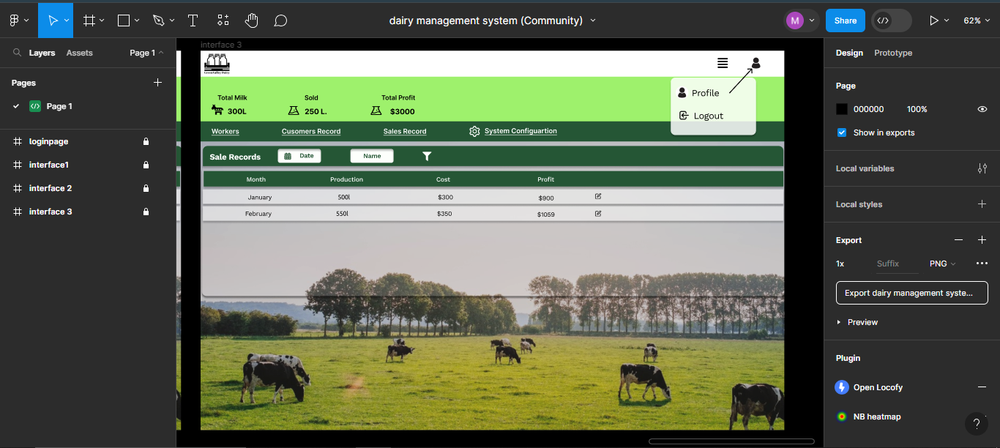 dairy management system (Community)
M
Share
62%
Layers
Assets
Page 1
Pages
Page 1
loginpage
interface1
interface 2
interface 3
interface 3
GreenValley Dairy
Profile
Logout
Total Milk
300L
Sold
250 L.
Total Profit
$3000
Workers
Cusomers Record
Sales Record
System Configuartion
Sale Records
Date
Name
Month Production Cost Profit
January 500l $300 $900
February 550l $350 $1059
Design
Prototype
Page
000000 100%
Show in exports
Local variables
Local styles
Export
1x Suffix PNG
Export dairy management syste...
Preview
Plugin
Open Locofy
NB heatmap
?